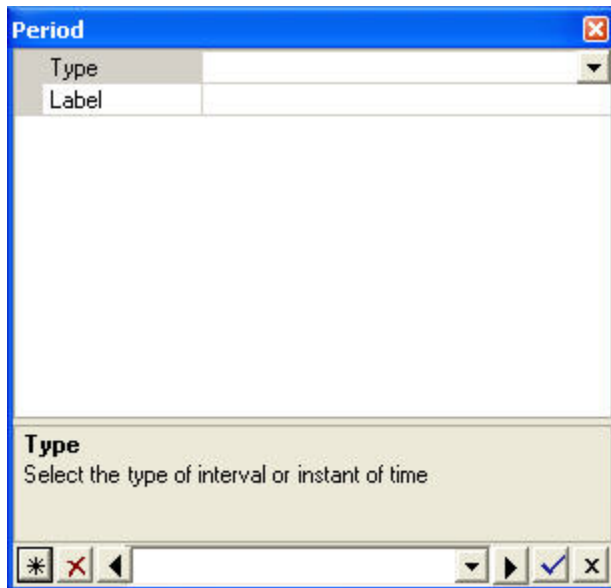 Period
Type
Label
Type
Select the type of interval or instant of time